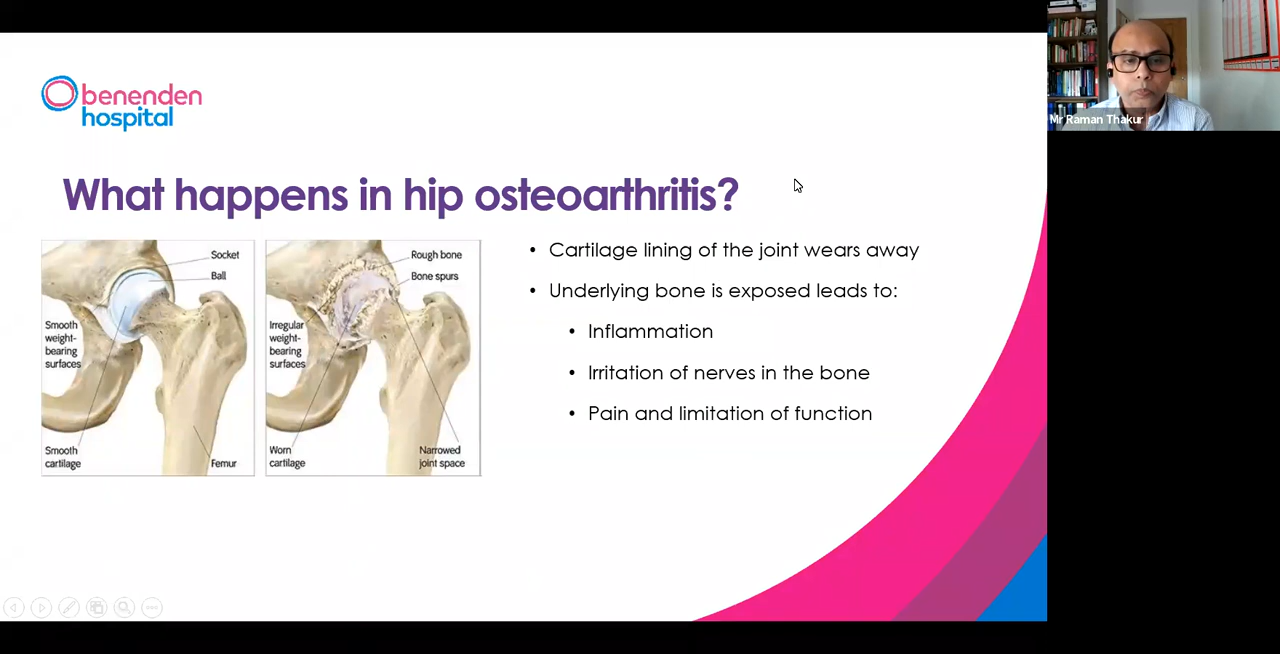 benenden
hospital
Mr Raman Thakur
What happens in hip osteoarthritis?
Socket
Ball
Smooth
weight-
bearing
surfaces
Smooth
cartilage
Femur
Rough bone
Bone spurs
Irregular
weight-
bearing
surfaces
Worn
cartilage
Narrowed
joint space
• Cartilage lining of the joint wears away
• Underlying bone is exposed leads to:
• Inflammation
• Irritation of nerves in the bone
• Pain and limitation of function